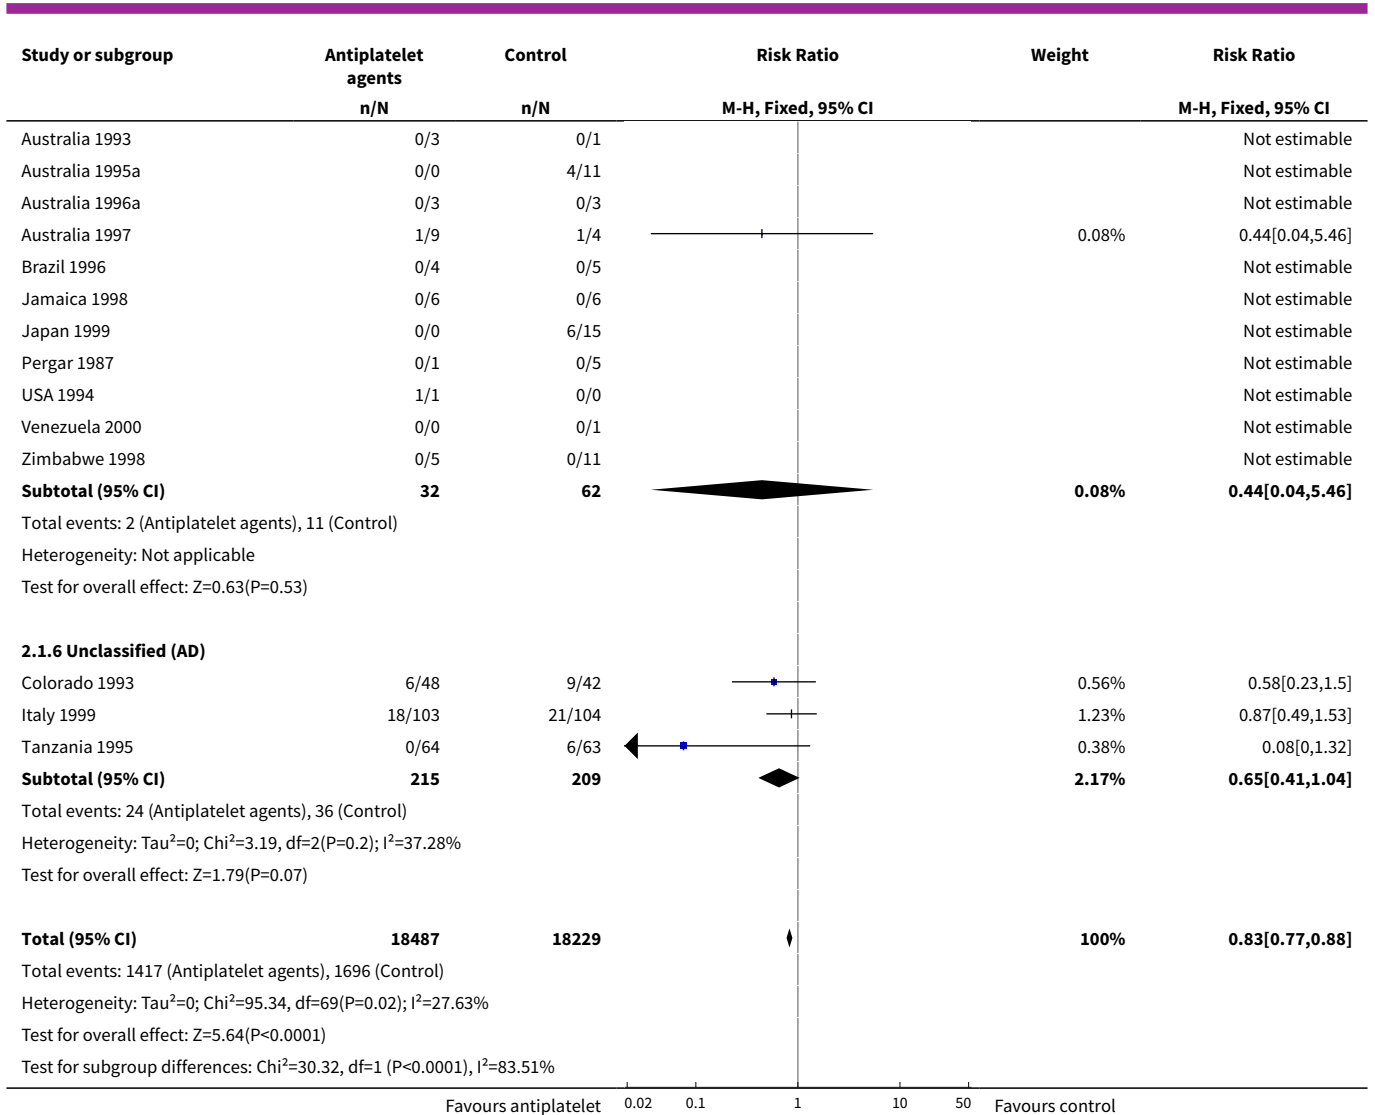 Study or subgroup Antiplatelet agents Control Risk Ratio Weight Risk Ratio
n/N n/N M-H, Fixed, 95% CI M-H, Fixed, 95% CI
Australia 1993 0/3 0/1 Not estimable
Australia 1995a 0/0 4/11 Not estimable
Australia 1996a 0/3 0/3 Not estimable
Australia 1997 1/9 1/4 0.08% 0.44[0.04,5.46]
Brazil 1996 0/4 0/5 Not estimable
Jamaica 1998 0/6 0/6 Not estimable
Japan 1999 0/0 6/15 Not estimable
Pergar 1987 0/1 0/5 Not estimable
USA 1994 1/1 0/0 Not estimable
Venezuela 2000 0/0 0/1 Not estimable
Zimbabwe 1998 0/5 0/11 Not estimable
Subtotal (95% CI) 32 62 0.08% 0.44[0.04,5.46]
Total events: 2 (Antiplatelet agents), 11 (Control)
Heterogeneity: Not applicable
Test for overall effect: Z=0.63(P=0.53)
2.1.6 Unclassified (AD)
Colorado 1993 6/48 9/42 0.56% 0.58[0.23,1.5]
Italy 1999 18/103 21/104 1.23% 0.87[0.49,1.53]
Tanzania 1995 0/64 6/63 0.38% 0.08[0,1.32]
Subtotal (95% CI) 215 209 2.17% 0.65[0.41,1.04]
Total events: 24 (Antiplatelet agents), 36 (Control)
Heterogeneity: Tau²=0; Chi²=3.19, df=2(P=0.2); I²=37.28%
Test for overall effect: Z=1.79(P=0.07)
Total (95% CI) 18487 18229 100% 0.83[0.77,0.88]
Total events: 1417 (Antiplatelet agents), 1696 (Control)
Heterogeneity: Tau²=0; Chi²=95.34, df=69(P=0.02); I²=27.63%
Test for overall effect: Z=5.64(P<0.0001)
Test for subgroup differences: Chi²=30.32, df=1 (P<0.0001), I²=83.51%
Favours antiplatelet 0.02 0.1 1 10 50 Favours control